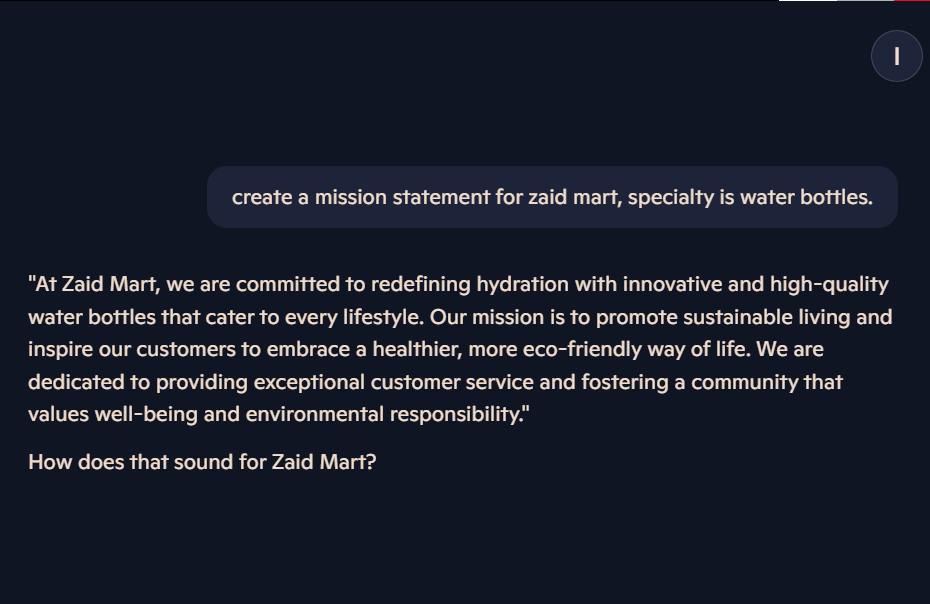 I
create a mission statement for zaid mart, specialty is water bottles.
"At Zaid Mart, we are committed to redefining hydration with innovative and high-quality
water bottles that cater to every lifestyle. Our mission is to promote sustainable living and
inspire our customers to embrace a healthier, more eco-friendly way of life. We are
dedicated to providing exceptional customer service and fostering a community that
values well-being and environmental responsibility."
How does that sound for Zaid Mart?